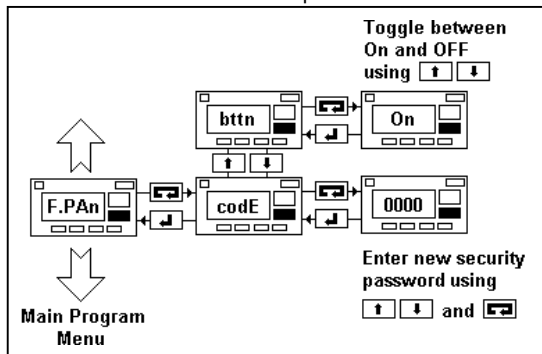 Toggle between
On and OFF
using
bttn
On
F.PAn
codE
0000
Enter new security
password using
and
Main Program
Menu